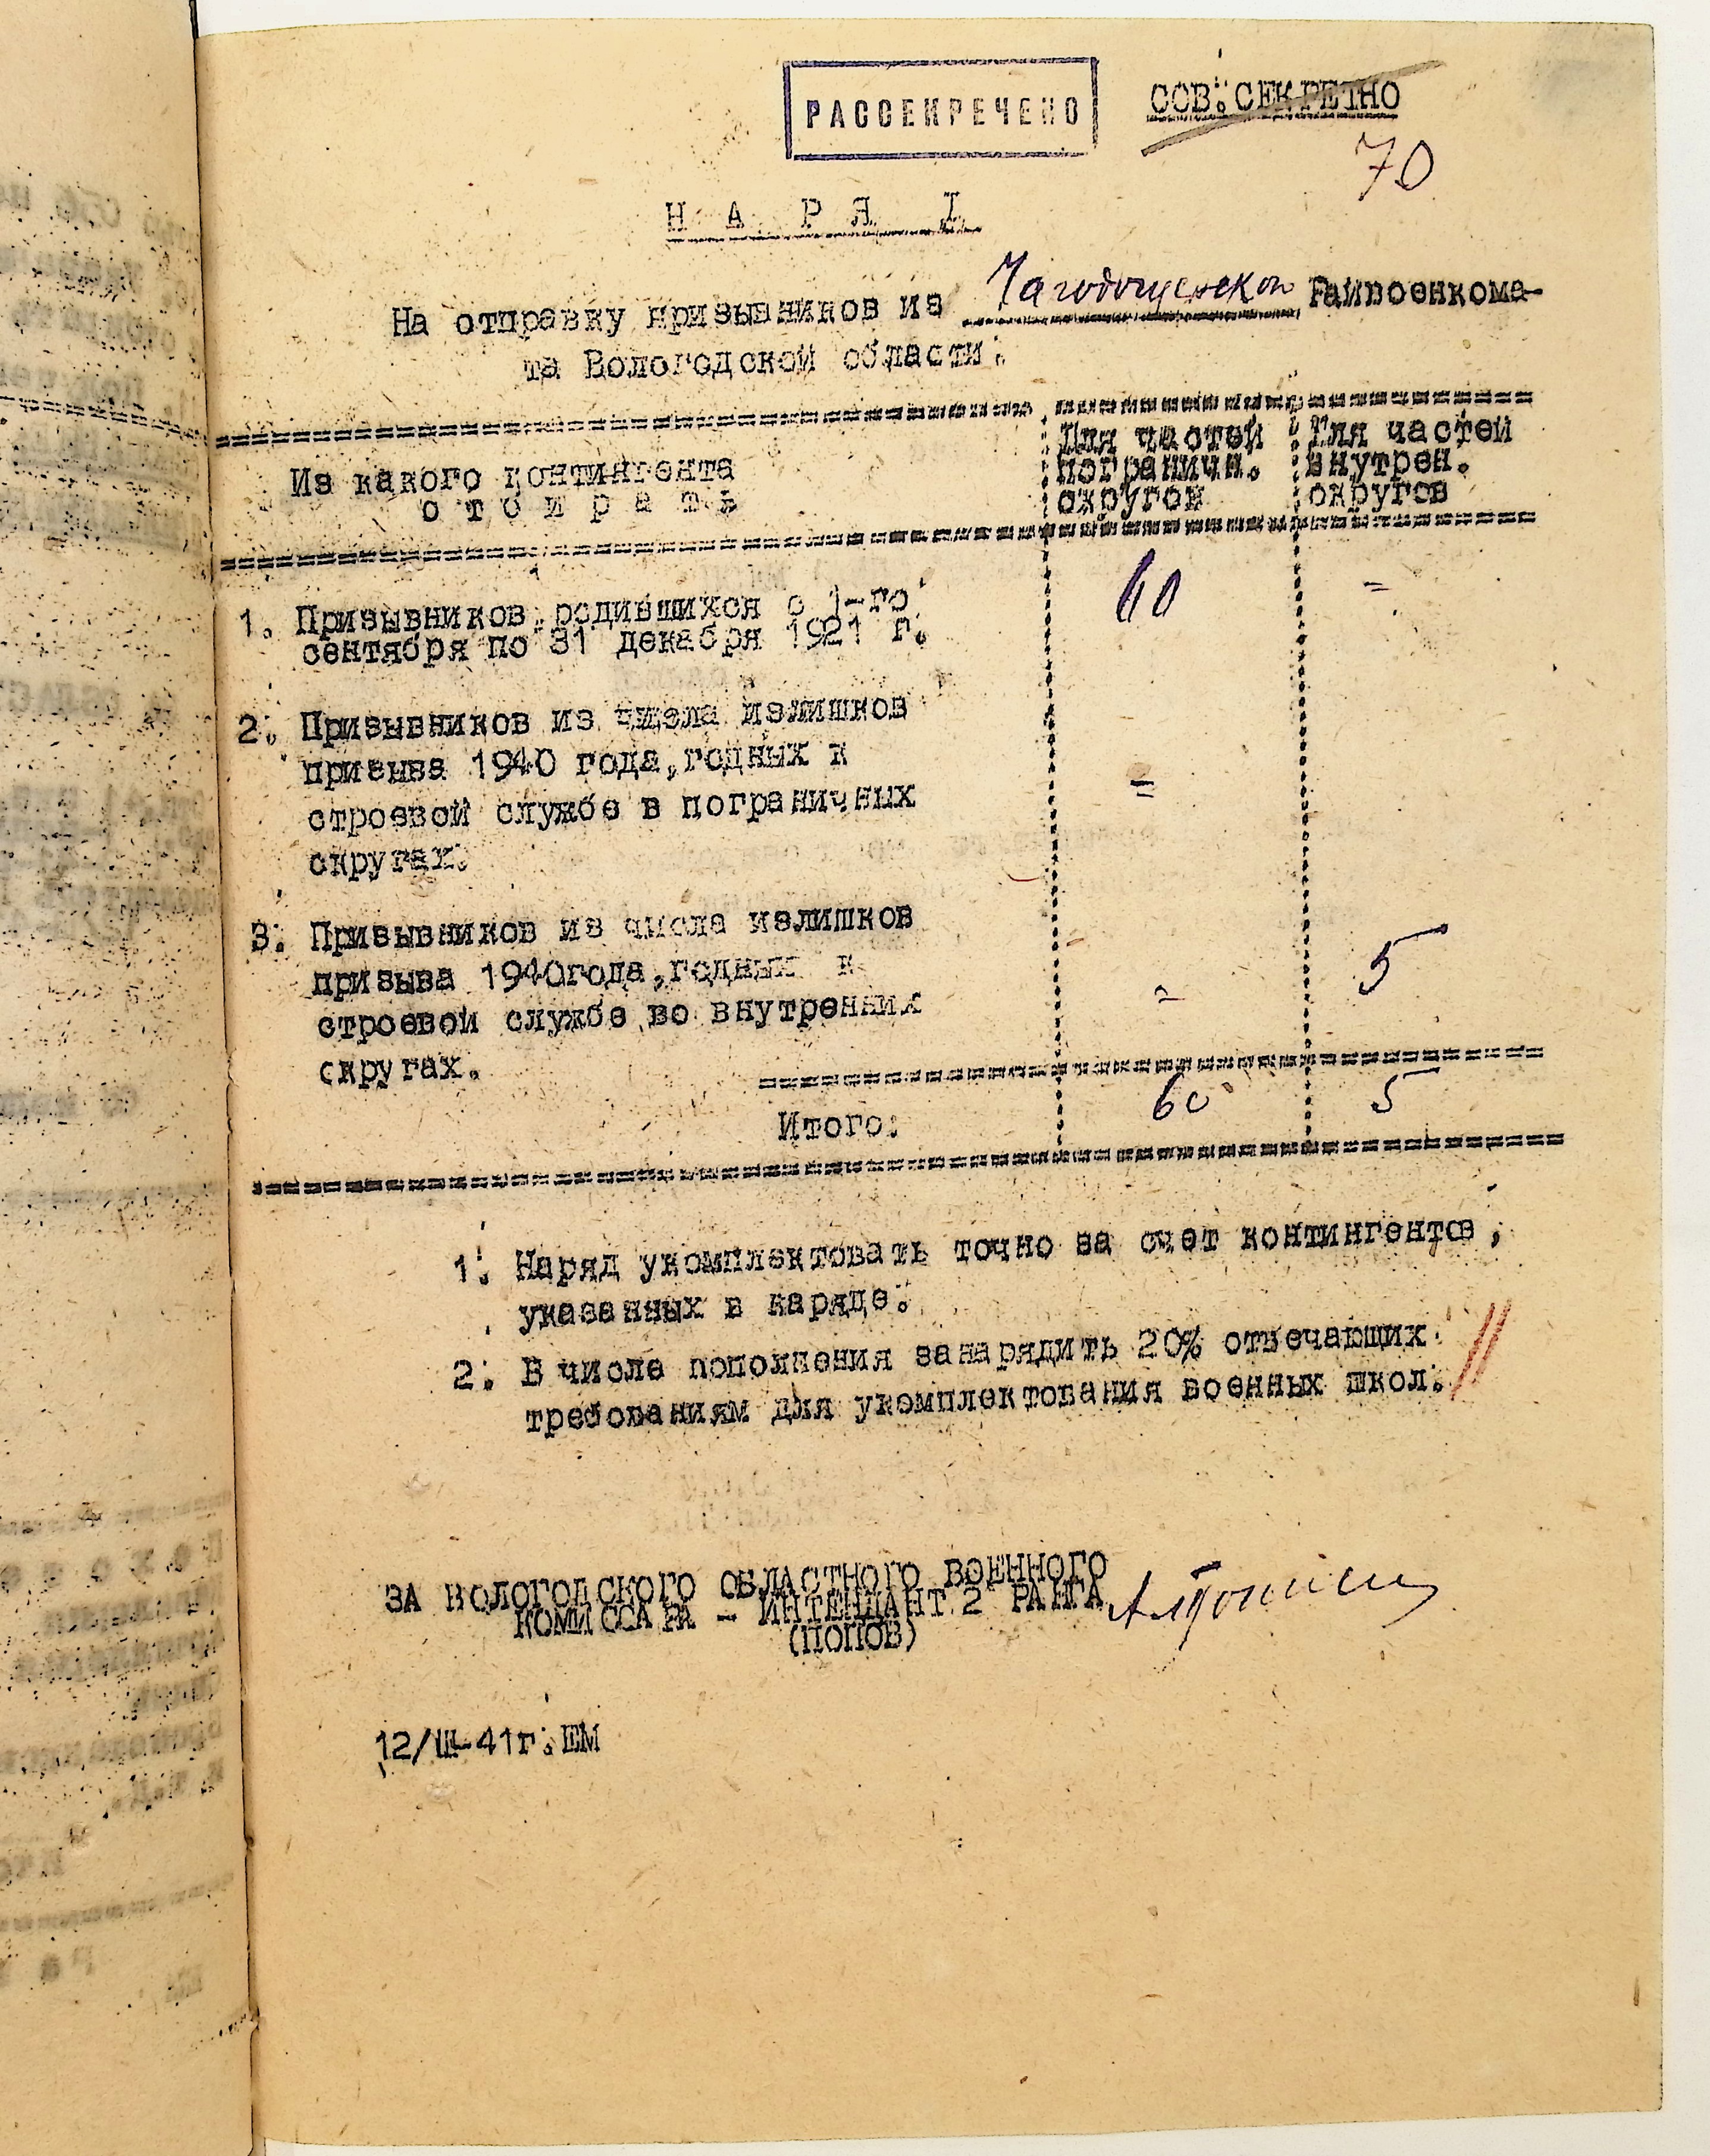 РАССЕКРЕЧЕНО
СОВ. СЕКРЕТНО
70
Н А Р Я Д
На отправку призывников из Чагодощенского Райвоенкома-
та Вологодской области.
Из какого контингента
отбирать
Для частей
погранич.
округов
Для частей
внутрен.
округов
1. Призывников, родившихся с 1-го
сентября по 31 декабря 1921 г.
60
=
2. Призывников из числа излишков
призыва 1940 года, годных к
строевой службе в пограничных
округах.
=
3. Призывников из числа излишков
призыва 1940года, годных к
строевой службе во внутренних
округах.
=
5
Итого:
60
5
1. Наряд укомплектовать точно за счет контингентов,
указанных в наряде.
2. В числе пополнения занарядить 20% отвечающих
требованиям для укомплектования военных школ.
ЗА ВОЛОГОДСКОГО ОБЛАСТНОГО ВОЕННОГО
КОМИССАРА - ИНТЕНДАНТ 2 РАНГА
(ПОПОВ)
12/Ш-41г. ЕМ